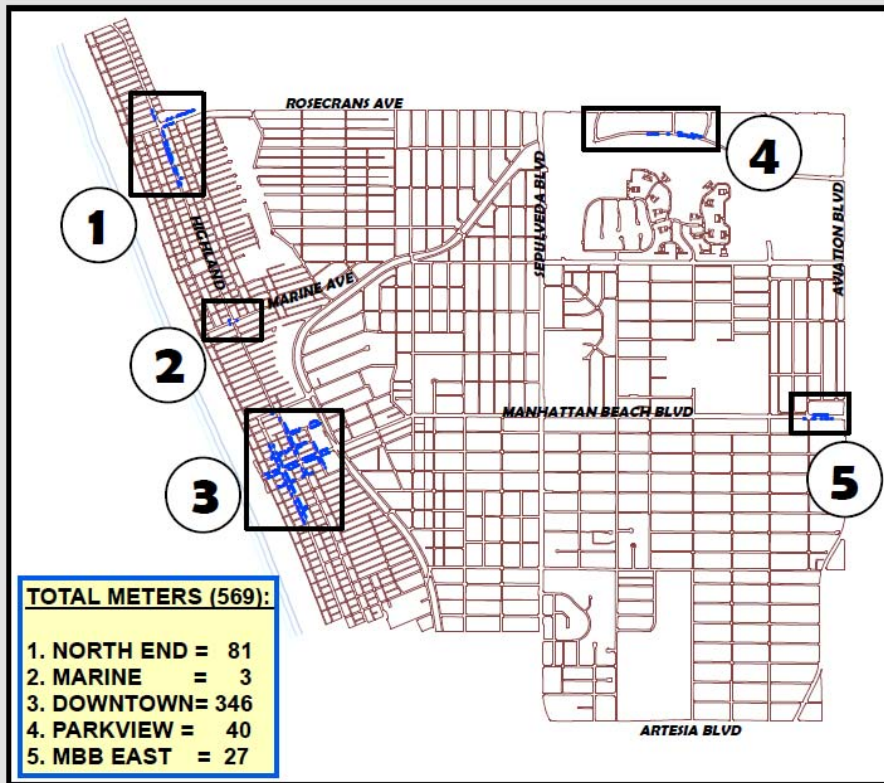 ROSECRANS AVE
1
4
HIGHLAND
SEPULVEDA BLVD
AVIATION BLVD
MARINE AVE
2
MANHATTAN BEACH BLVD
3
5
TOTAL METERS (569):
1. NORTH END = 81
2. MARINE = 3
3. DOWNTOWN= 346
4. PARKVIEW = 40
5. MBB EAST = 27
ARTESIA BLVD